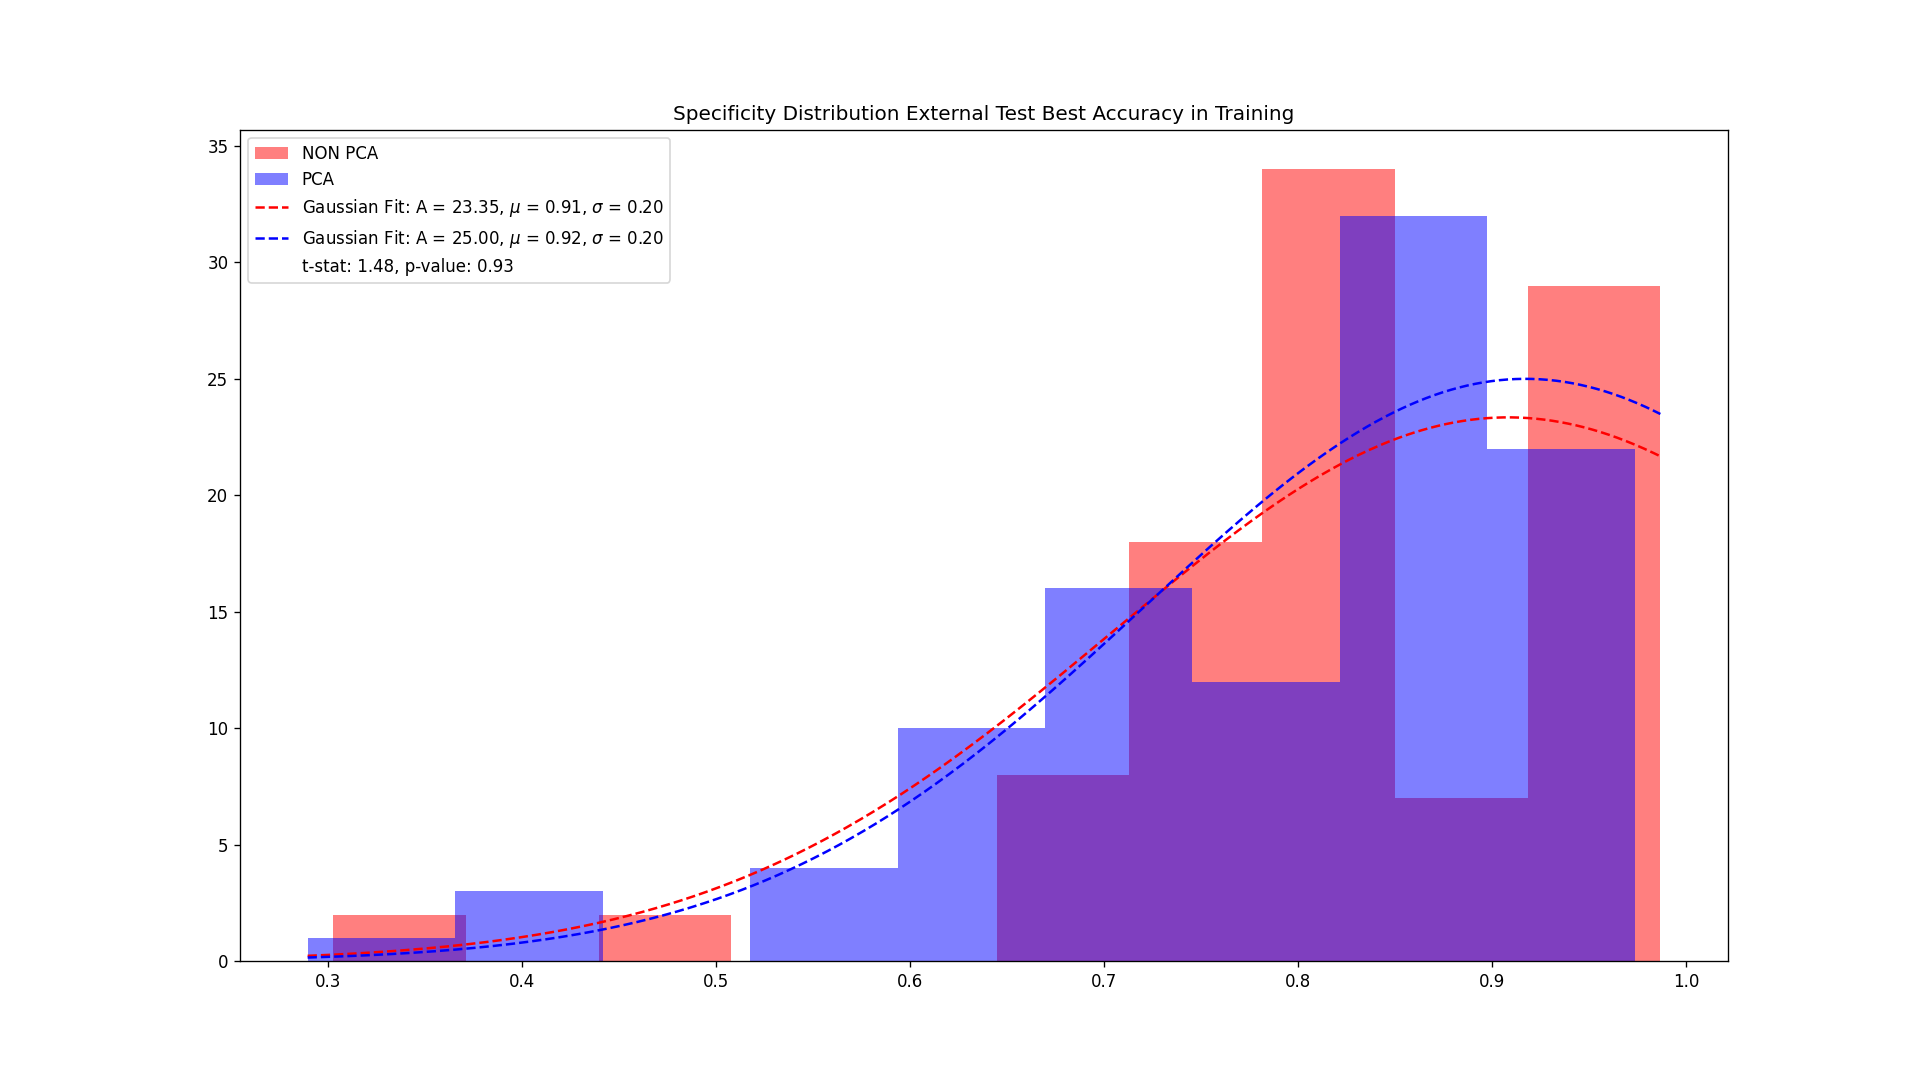 Specificity Distribution External Test Best Accuracy in Training
35
30
25
20
15
10
5
0
NON PCA
PCA
Gaussian Fit: A = 23.35, μ = 0.91, σ = 0.20
Gaussian Fit: A = 25.00, μ = 0.92, σ = 0.20
t-stat: 1.48, p-value: 0.93
0.3 0.4 0.5 0.6 0.7 0.8 0.9 1.0